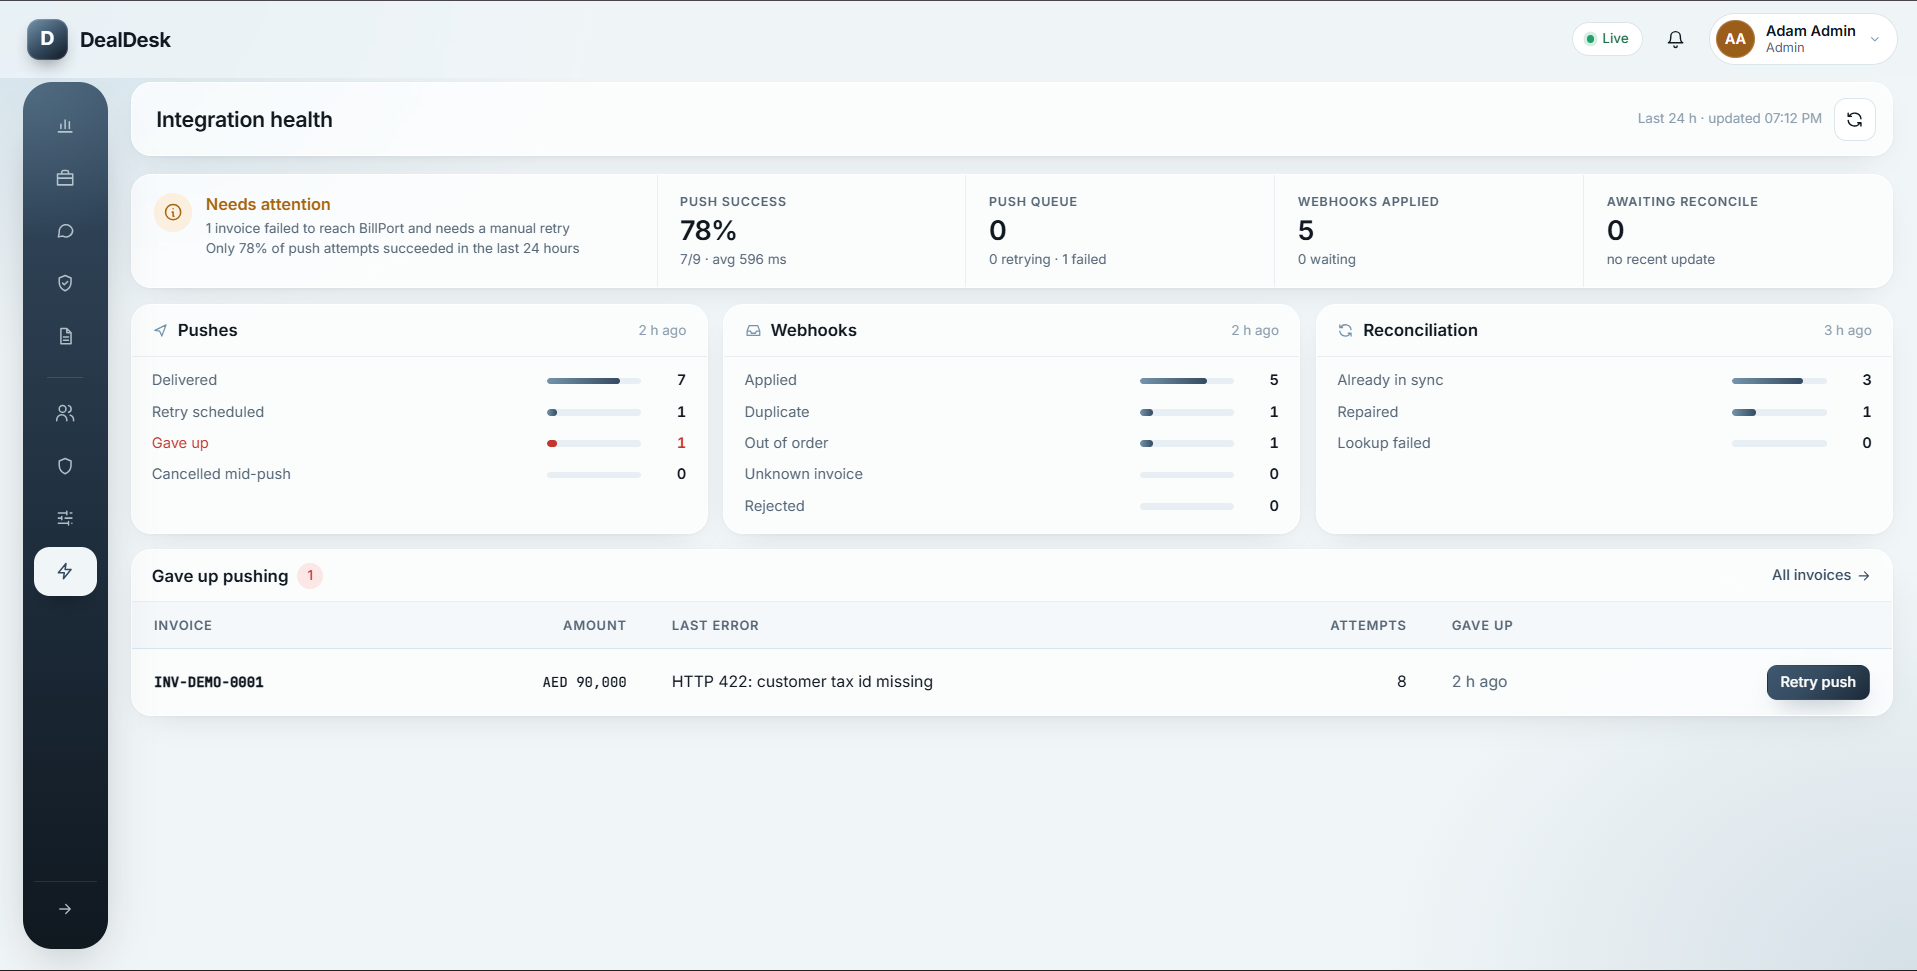 D
DealDesk
Live
AA
Adam Admin
Admin
Integration health
Last 24 h · updated 07:12 PM
Needs attention
1 invoice failed to reach BillPort and needs a manual retry
Only 78% of push attempts succeeded in the last 24 hours
PUSH SUCCESS
78%
7/9 · avg 596 ms
PUSH QUEUE
0
0 retrying · 1 failed
WEBHOOKS APPLIED
5
0 waiting
AWAITING RECONCILE
0
no recent update
Pushes 2 h ago
Delivered 7
Retry scheduled 1
Gave up 1
Cancelled mid-push 0
Webhooks 2 h ago
Applied 5
Duplicate 1
Out of order 1
Unknown invoice 0
Rejected 0
Reconciliation 3 h ago
Already in sync 3
Repaired 1
Lookup failed 0
Gave up pushing 1 All invoices →
INVOICE AMOUNT LAST ERROR ATTEMPTS GAVE UP
INV-DEMO-0001 AED 90,000 HTTP 422: customer tax id missing 8 2 h ago Retry push